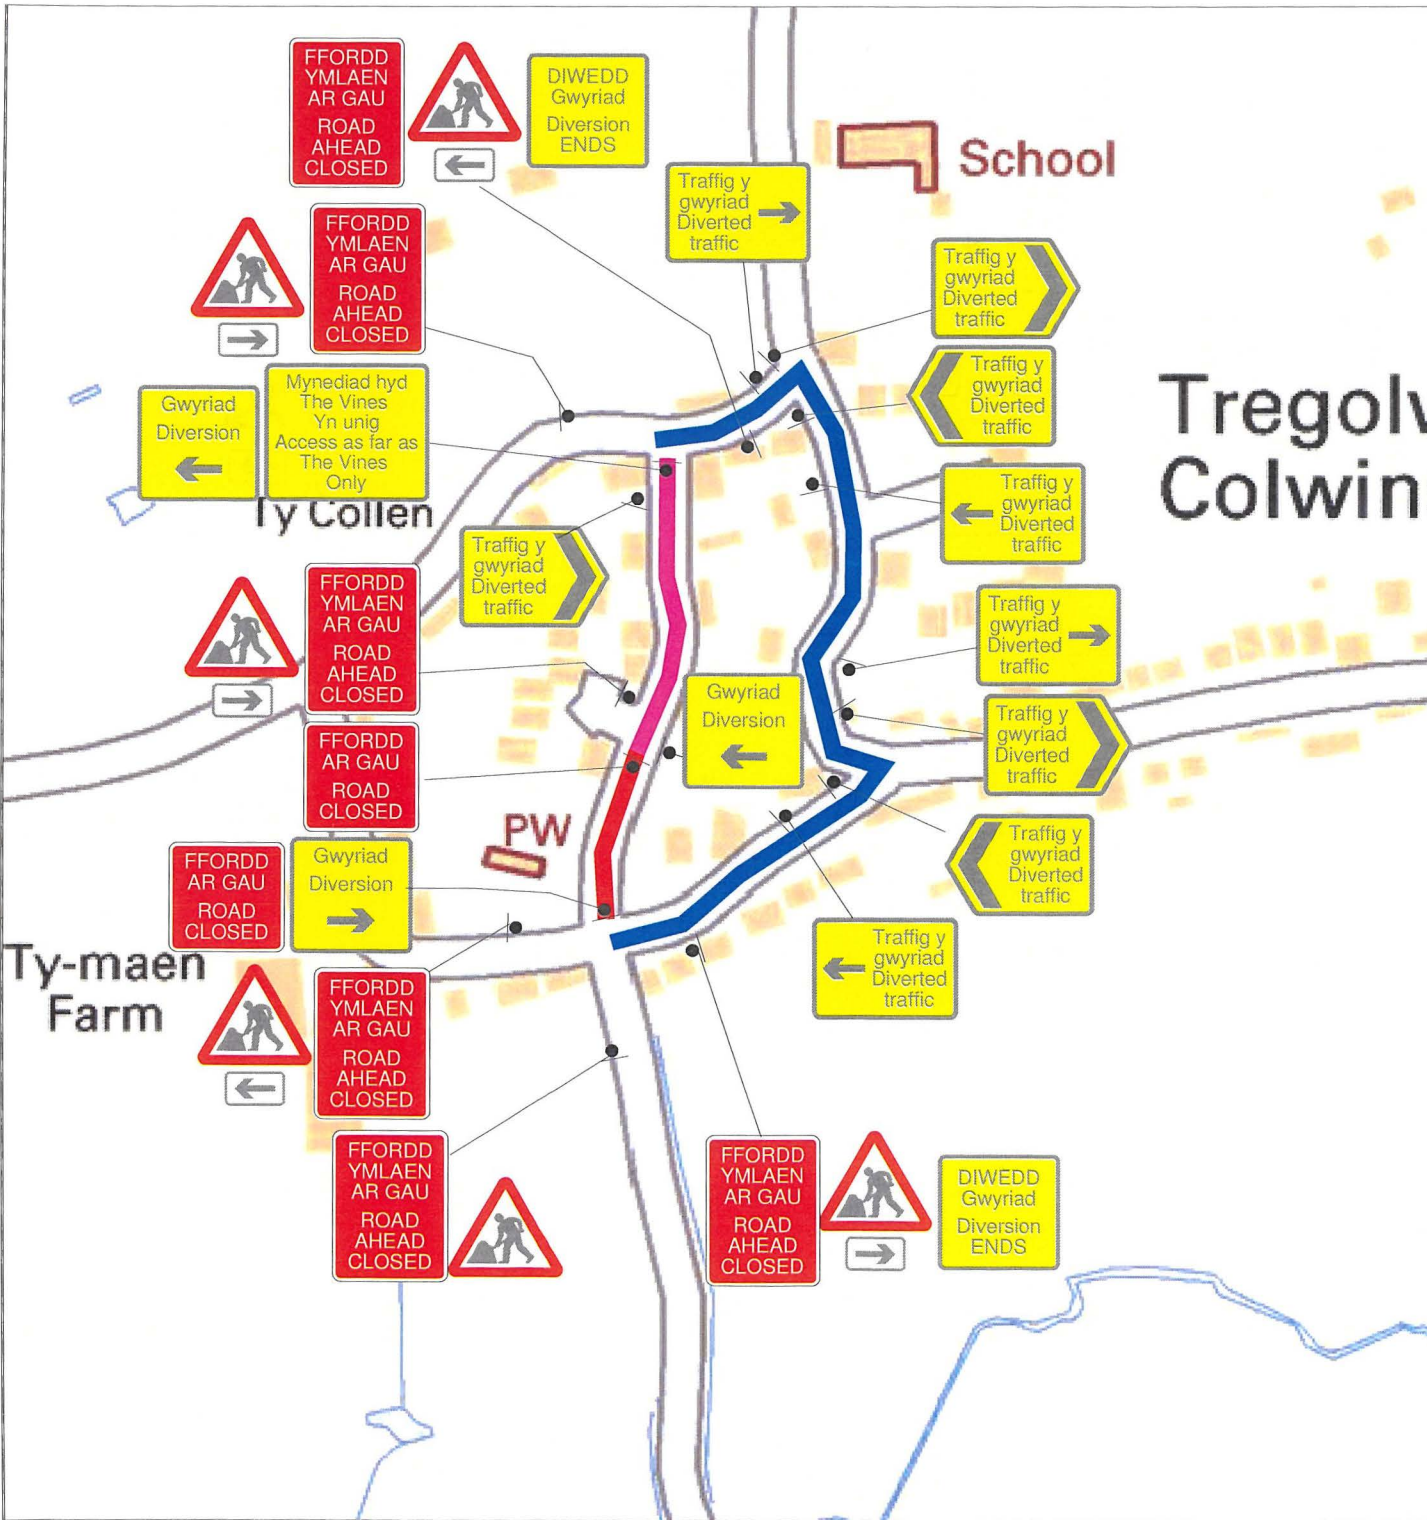 FFORDD
YMLAEN
AR GAU
ROAD
AHEAD
CLOSED
DIWEDD
Gwyriad
Diversion
ENDS
School
Traffig y
gwyriad
Diverted
traffic
FFORDD
YMLAEN
AR GAU
ROAD
AHEAD
CLOSED
Traffig y
gwyriad
Diverted
traffic
Traffig y
gwyriad
Diverted
traffic
Gwyriad
Diversion
Mynediad hyd
The Vines
Yn unig
Access as far as
The Vines
Only
Tregolw
Colwin
Ty Collen
Traffig y
gwyriad
Diverted
traffic
Traffig y
gwyriad
Diverted
traffic
FFORDD
YMLAEN
AR GAU
ROAD
AHEAD
CLOSED
Traffig y
gwyriad
Diverted
traffic
Gwyriad
Diversion
Traffig y
gwyriad
Diverted
traffic
FFORDD
AR GAU
ROAD
CLOSED
PW
Traffig y
gwyriad
Diverted
traffic
FFORDD
AR GAU
ROAD
CLOSED
Gwyriad
Diversion
Traffig y
gwyriad
Diverted
traffic
Ty-maen
Farm
FFORDD
YMLAEN
AR GAU
ROAD
AHEAD
CLOSED
FFORDD
YMLAEN
AR GAU
ROAD
AHEAD
CLOSED
FFORDD
YMLAEN
AR GAU
ROAD
AHEAD
CLOSED
DIWEDD
Gwyriad
Diversion
ENDS